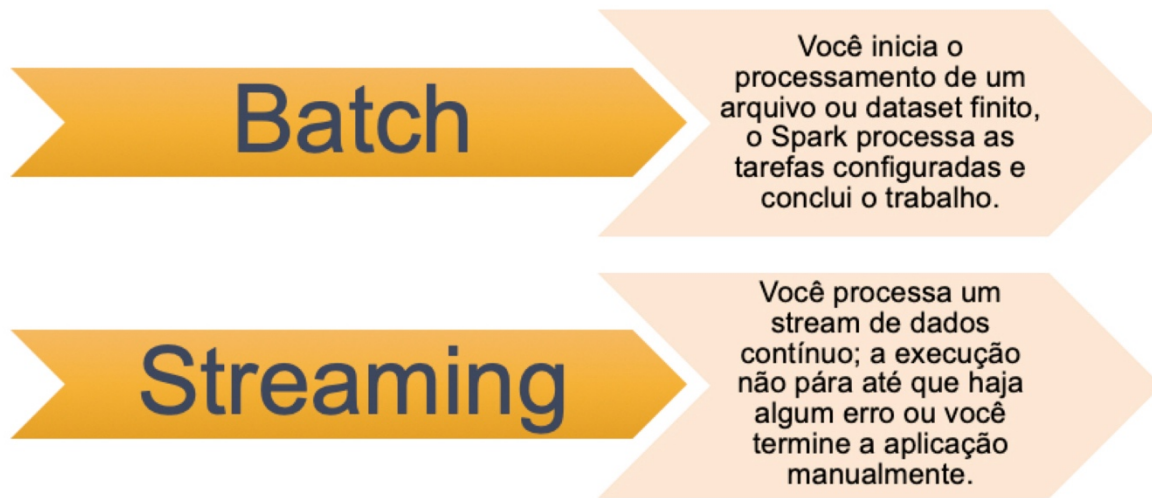 Batch
Você inicia o
processamento de um
arquivo ou dataset finito,
o Spark processa as
tarefas configuradas e
conclui o trabalho.
Streaming
Você processa um
stream de dados
contínuo; a execução
não pára até que haja
algum erro ou você
termine a aplicação
manualmente.